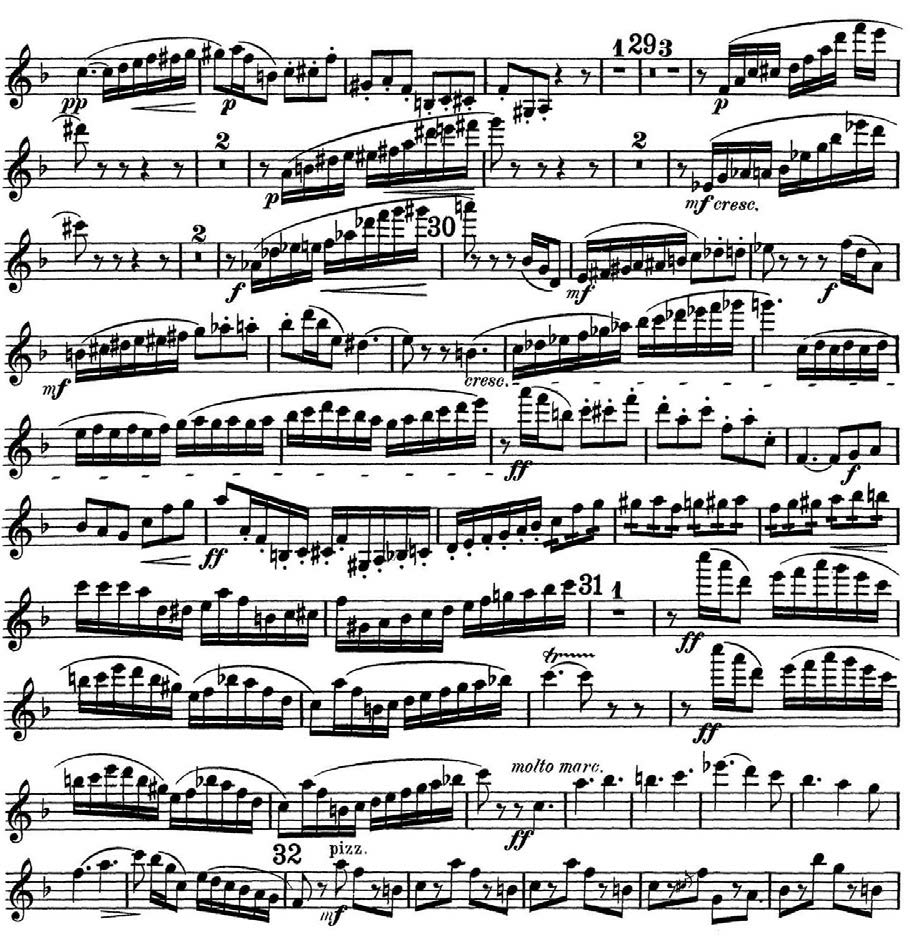 pp p 1 29 3 p
2 p 2 mf cresc.
2 f 30 mf f
mf cresc.
ff f
ff
31 1 ff
tr ff
molto marc. ff
32 pizz. mf